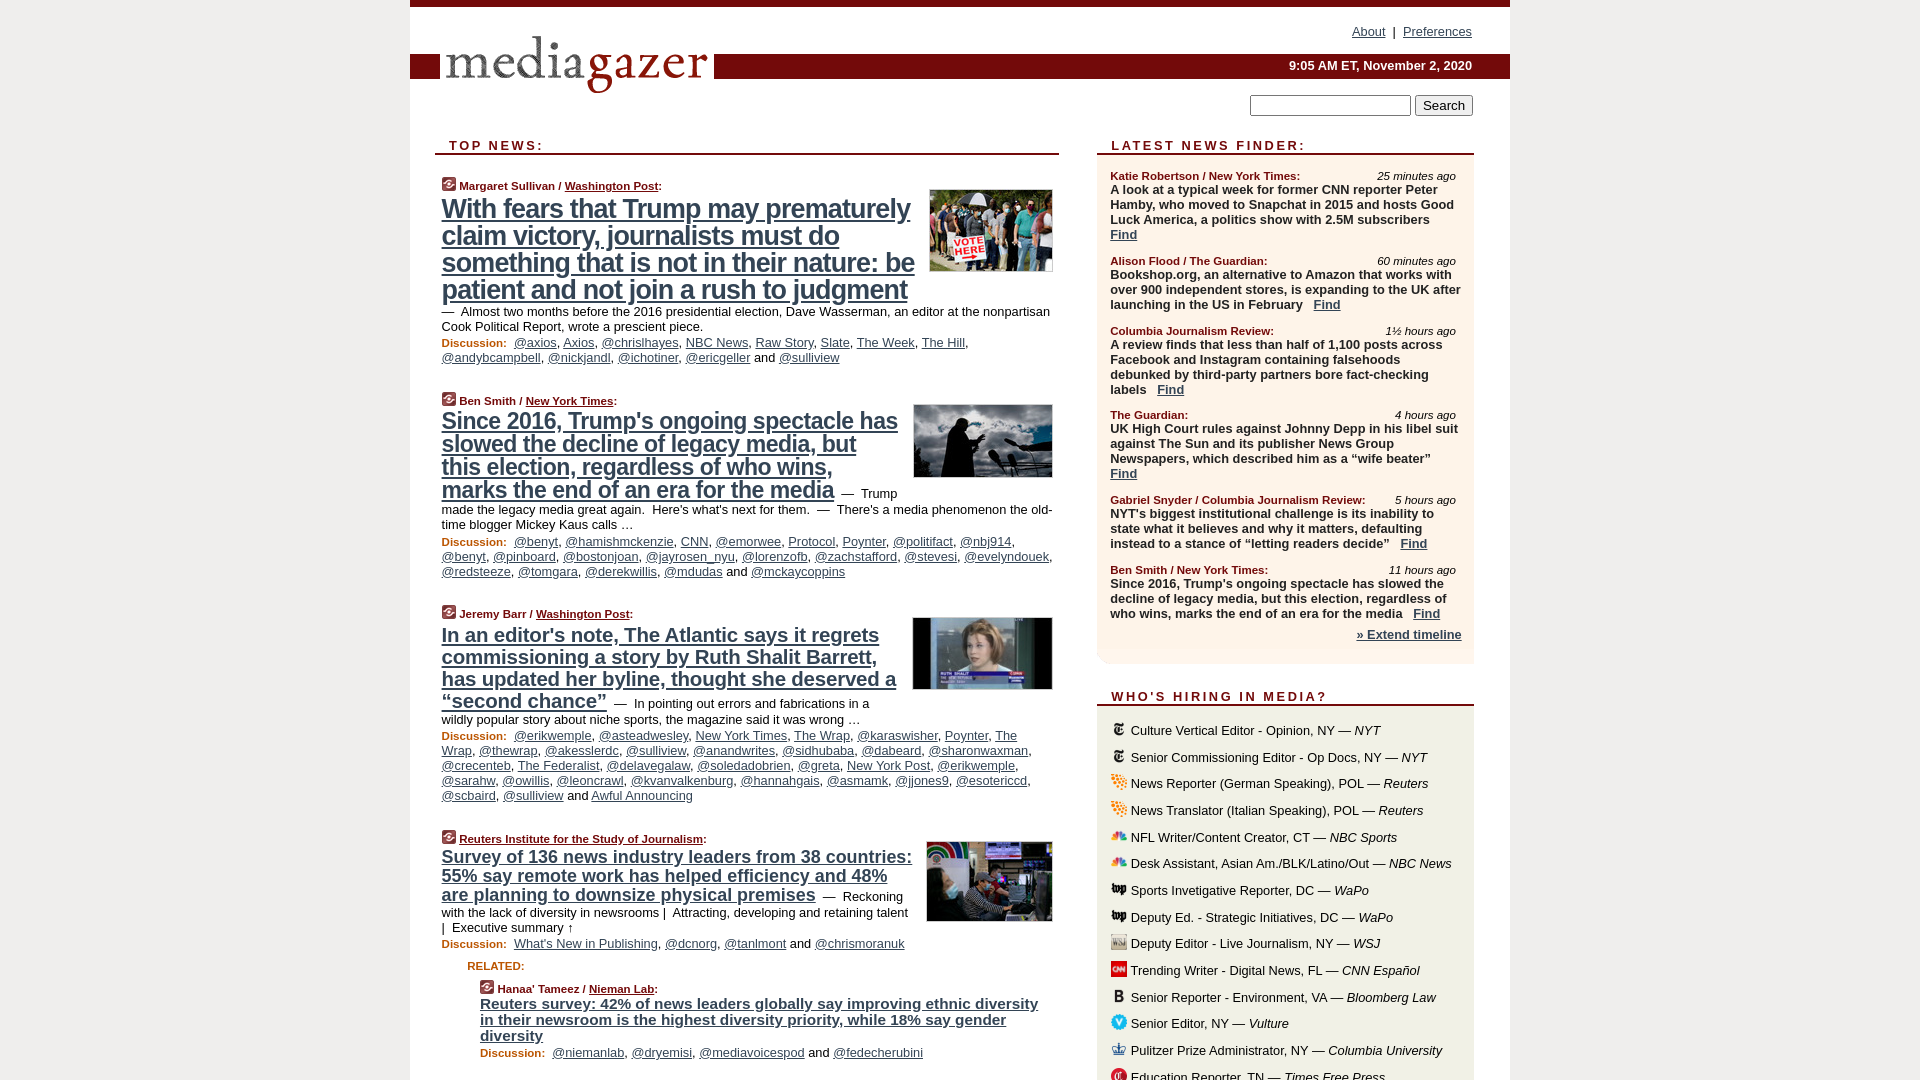 About | Preferences
mediagazer
9:05 AM ET, November 2, 2020
Search
TOP NEWS:
Margaret Sullivan / Washington Post:
With fears that Trump may prematurely
claim victory, journalists must do
something that is not in their nature: be
patient and not join a rush to judgment
VOTE
HERE
— Almost two months before the 2016 presidential election, Dave Wasserman, an editor at the nonpartisan
Cook Political Report, wrote a prescient piece.
Discussion: @axios, Axios, @chrislhayes, NBC News, Raw Story, Slate, The Week, The Hill,
@andybcampbell, @nickjandl, @ichotiner, @ericgeller and @sulliview
Ben Smith / New York Times:
Since 2016, Trump's ongoing spectacle has
slowed the decline of legacy media, but
this election, regardless of who wins,
marks the end of an era for the media — Trump
made the legacy media great again. Here's what's next for them. — There's a media phenomenon the old-
time blogger Mickey Kaus calls …
Discussion: @benyt, @hamishmckenzie, CNN, @emorwee, Protocol, Poynter, @politifact, @nbj914,
@benyt, @pinboard, @bostonjoan, @jayrosen_nyu, @lorenzofb, @zachstafford, @stevesi, @evelyndouek,
@redsteeze, @tomgara, @derekwillis, @mdudas and @mckaycoppins
Jeremy Barr / Washington Post:
In an editor's note, The Atlantic says it regrets
commissioning a story by Ruth Shalit Barrett,
has updated her byline, thought she deserved a
“second chance” — In pointing out errors and fabrications in a
RUTH SHALIT
wildly popular story about niche sports, the magazine said it was wrong …
Discussion: @erikwemple, @asteadwesley, New York Times, The Wrap, @karaswisher, Poynter, The
Wrap, @thewrap, @akesslerdc, @sulliview, @anandwrites, @sidhubaba, @dabeard, @sharonwaxman,
@crecenteb, The Federalist, @delavegalaw, @soledadobrien, @greta, New York Post, @erikwemple,
@sarahw, @owillis, @leoncrawl, @kvanvalkenburg, @hannahgais, @asmamk, @jjones9, @esotericcd,
@scbaird, @sulliview and Awful Announcing
Reuters Institute for the Study of Journalism:
Survey of 136 news industry leaders from 38 countries:
55% say remote work has helped efficiency and 48%
are planning to downsize physical premises — Reckoning
with the lack of diversity in newsrooms | Attracting, developing and retaining talent
| Executive summary ↑
Discussion: What's New in Publishing, @dcnorg, @tanlmont and @chrismoranuk
RELATED:
Hanaa' Tameez / Nieman Lab:
Reuters survey: 42% of news leaders globally say improving ethnic diversity
in their newsroom is the highest diversity priority, while 18% say gender
diversity
Discussion: @niemanlab, @dryemisi, @mediavoicespod and @fedecherubini
LATEST NEWS FINDER:
Katie Robertson / New York Times: 25 minutes ago
A look at a typical week for former CNN reporter Peter
Hamby, who moved to Snapchat in 2015 and hosts Good
Luck America, a politics show with 2.5M subscribers
Find
Alison Flood / The Guardian: 60 minutes ago
Bookshop.org, an alternative to Amazon that works with
over 900 independent stores, is expanding to the UK after
launching in the US in February Find
Columbia Journalism Review: 1½ hours ago
A review finds that less than half of 1,100 posts across
Facebook and Instagram containing falsehoods
debunked by third-party partners bore fact-checking
labels Find
The Guardian: 4 hours ago
UK High Court rules against Johnny Depp in his libel suit
against The Sun and its publisher News Group
Newspapers, which described him as a “wife beater”
Find
Gabriel Snyder / Columbia Journalism Review: 5 hours ago
NYT's biggest institutional challenge is its inability to
state what it believes and why it matters, defaulting
instead to a stance of “letting readers decide” Find
Ben Smith / New York Times: 11 hours ago
Since 2016, Trump's ongoing spectacle has slowed the
decline of legacy media, but this election, regardless of
who wins, marks the end of an era for the media Find
» Extend timeline
WHO'S HIRING IN MEDIA?
Culture Vertical Editor - Opinion, NY — NYT
Senior Commissioning Editor - Op Docs, NY — NYT
News Reporter (German Speaking), POL — Reuters
News Translator (Italian Speaking), POL — Reuters
NFL Writer/Content Creator, CT — NBC Sports
Desk Assistant, Asian Am./BLK/Latino/Out — NBC News
wp Sports Invetigative Reporter, DC — WaPo
wp Deputy Ed. - Strategic Initiatives, DC — WaPo
WSJ Deputy Editor - Live Journalism, NY — WSJ
CNN Trending Writer - Digital News, FL — CNN Español
B Senior Reporter - Environment, VA — Bloomberg Law
V Senior Editor, NY — Vulture
Pulitzer Prize Administrator, NY — Columbia University
Education Reporter, TN — Times Free Press